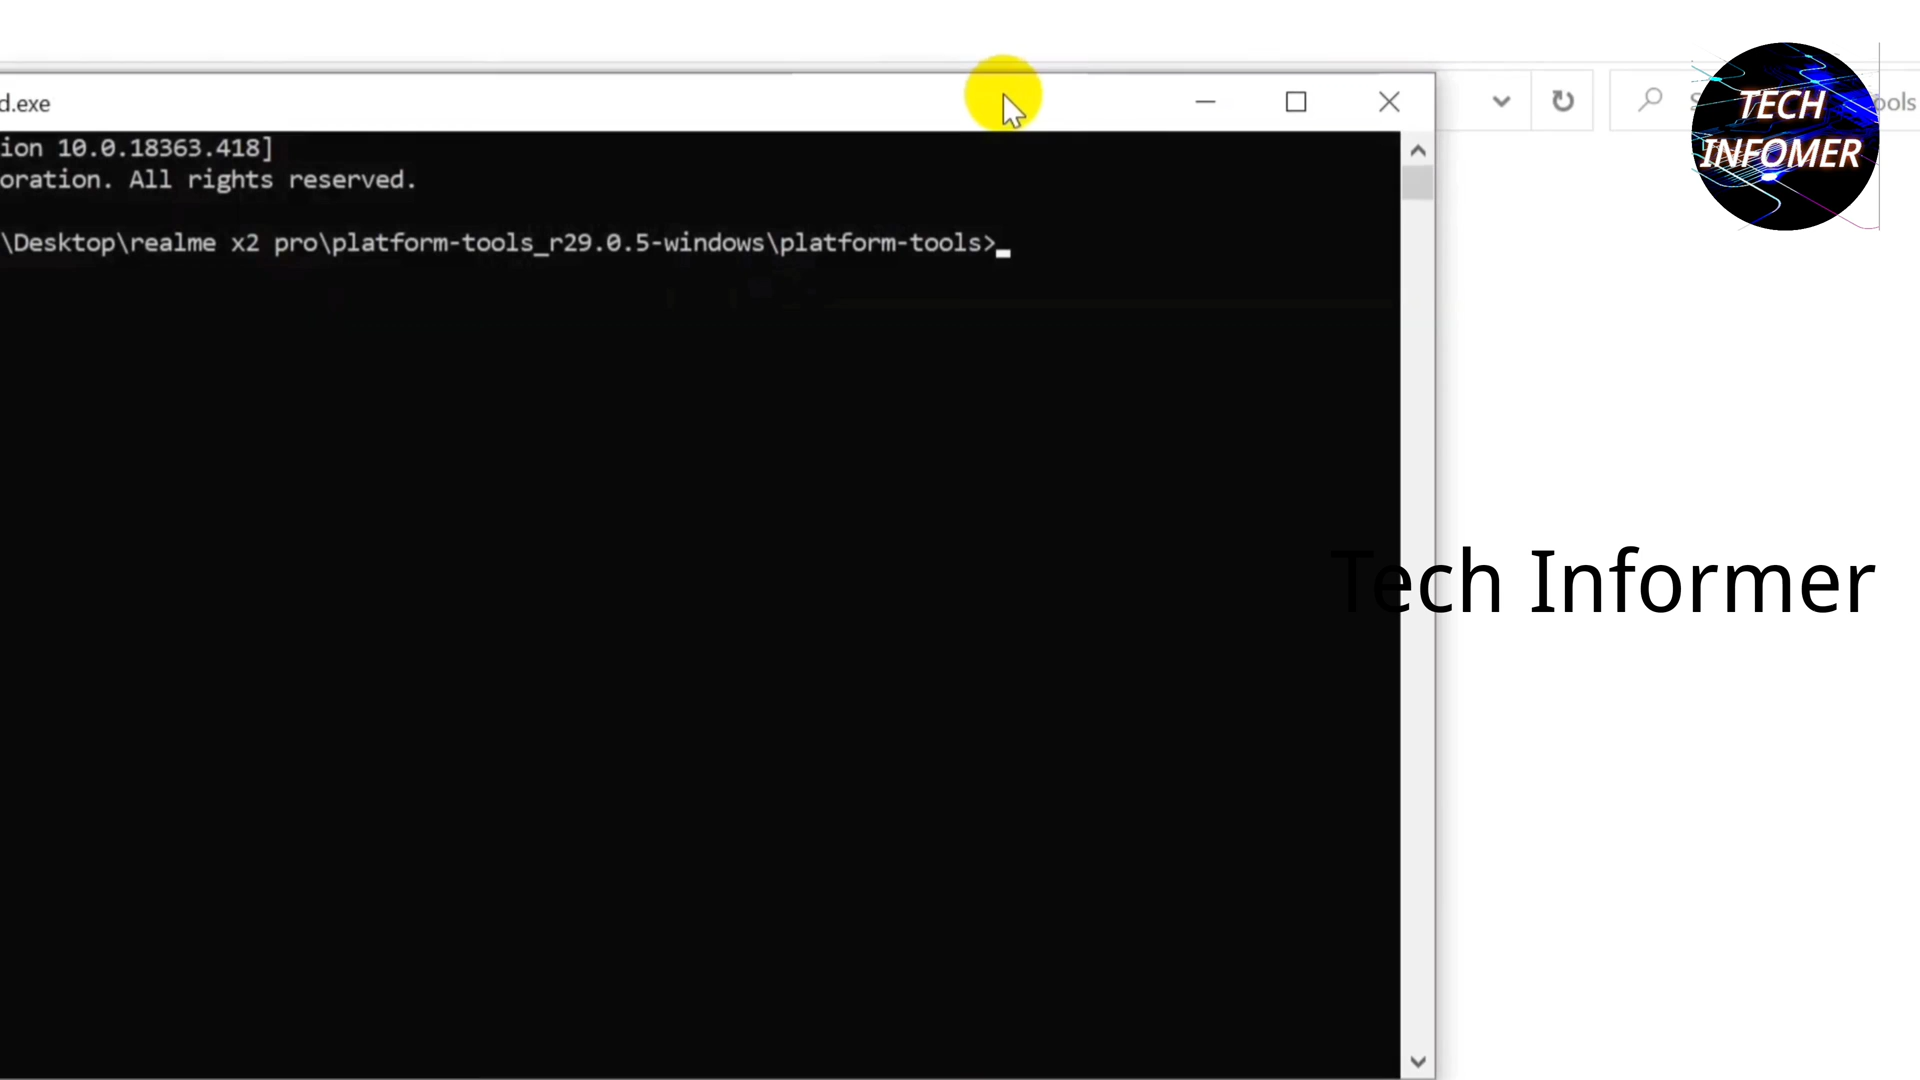 d.exe
ion 10.0.18363.418]
oration. All rights reserved.
\Desktop\realme x2 pro\platform-tools_r29.0.5-windows\platform-tools>
TECH
INFOMER
ools
Tech Informer